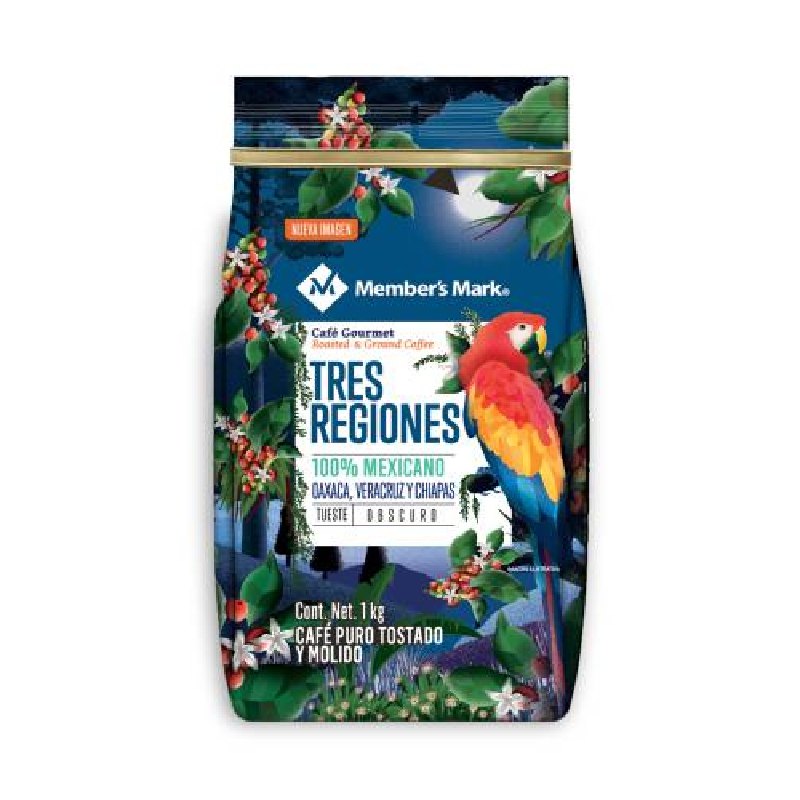 NUEVA IMAGEN
Member's Mark®
Café Gourmet
Roasted & Ground Coffee
TRES
REGIONES
100% MEXICANO
OAXACA, VERACRUZ Y CHIAPAS
TUESTE OBSCURO
Cont. Net. 1 kg
CAFÉ PURO TOSTADO
Y MOLIDO